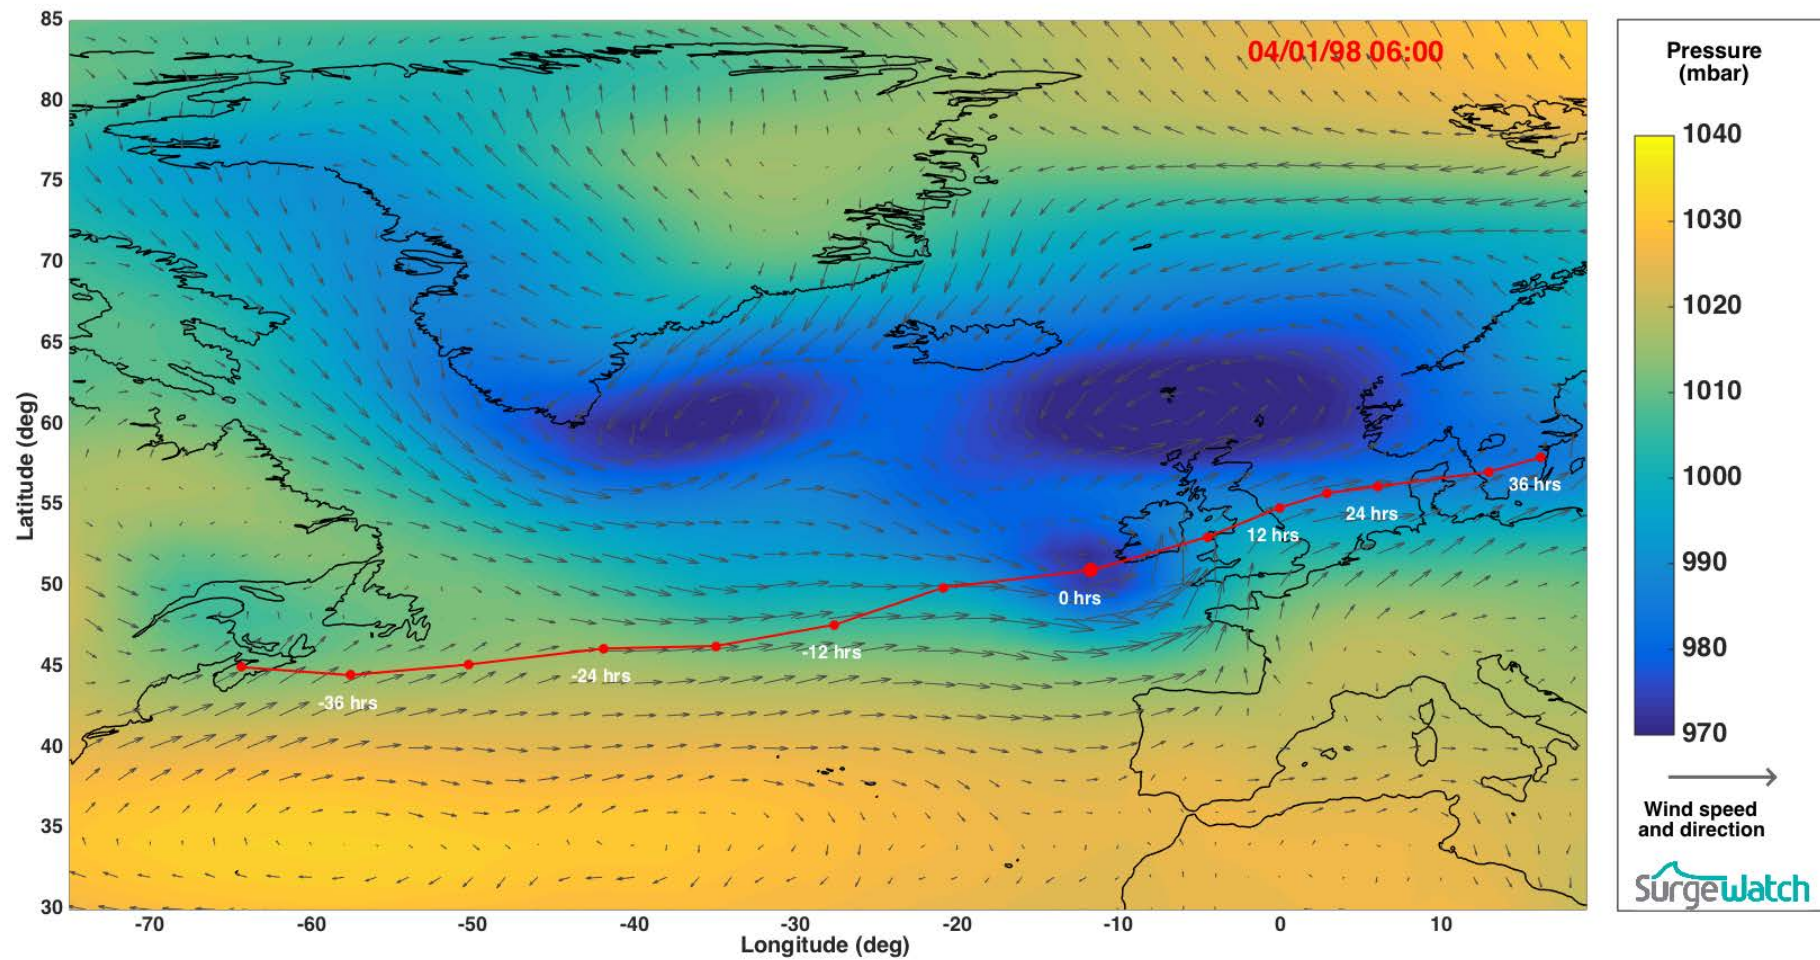 85
80
75
70
65
60
55
50
45
40
35
30
Latitude (deg)
04/01/98 06:00
-36 hrs
-24 hrs
-12 hrs
0 hrs
12 hrs
24 hrs
36 hrs
-70
-60
-50
-40
-30
-20
-10
0
10
Longitude (deg)
Pressure
(mbar)
1040
1030
1020
1010
1000
990
980
970
Wind speed
and direction
Surgewatch